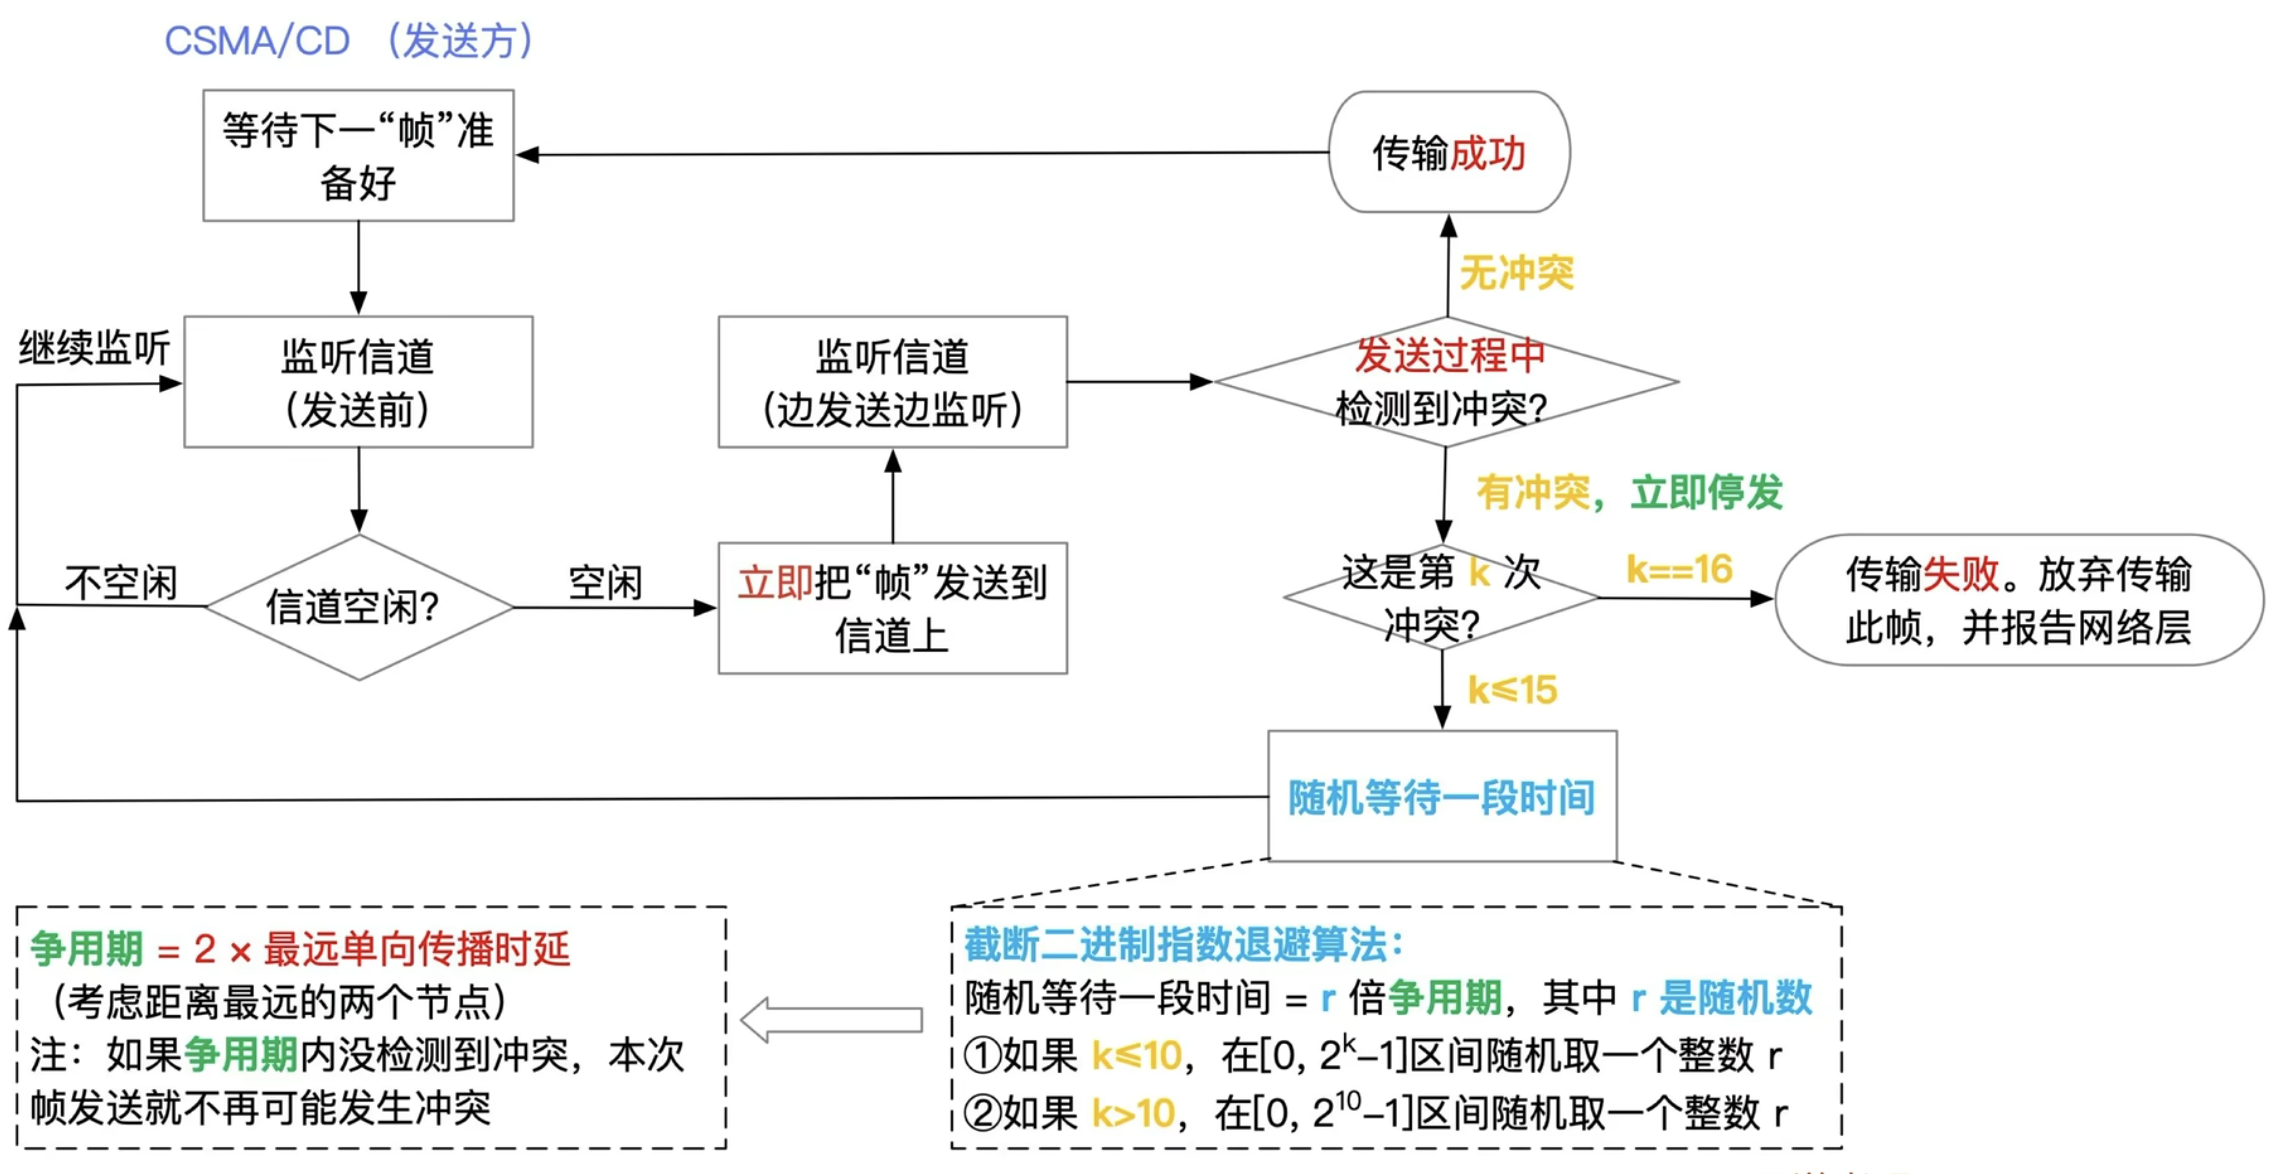 CSMA/CD （发送方）
等待下一“帧”准
备好
传输成功
无冲突
继续监听
监听信道
（发送前）
监听信道
（边发送边监听）
发送过程中
检测到冲突？
有冲突，立即停发
不空闲
信道空闲？
空闲
立即把“帧”发送到
信道上
这是第 k 次
冲突？
k==16
传输失败。放弃传输
此帧，并报告网络层
k≤15
随机等待一段时间
争用期 = 2 × 最远单向传播时延
（考虑距离最远的两个节点）
注：如果争用期内没检测到冲突，本次
帧发送就不再可能发生冲突
截断二进制指数退避算法：
随机等待一段时间 = r 倍争用期，其中 r 是随机数
①如果 k≤10，在[0, 2^k–1]区间随机取一个整数 r
②如果 k>10，在[0, 2^10–1]区间随机取一个整数 r